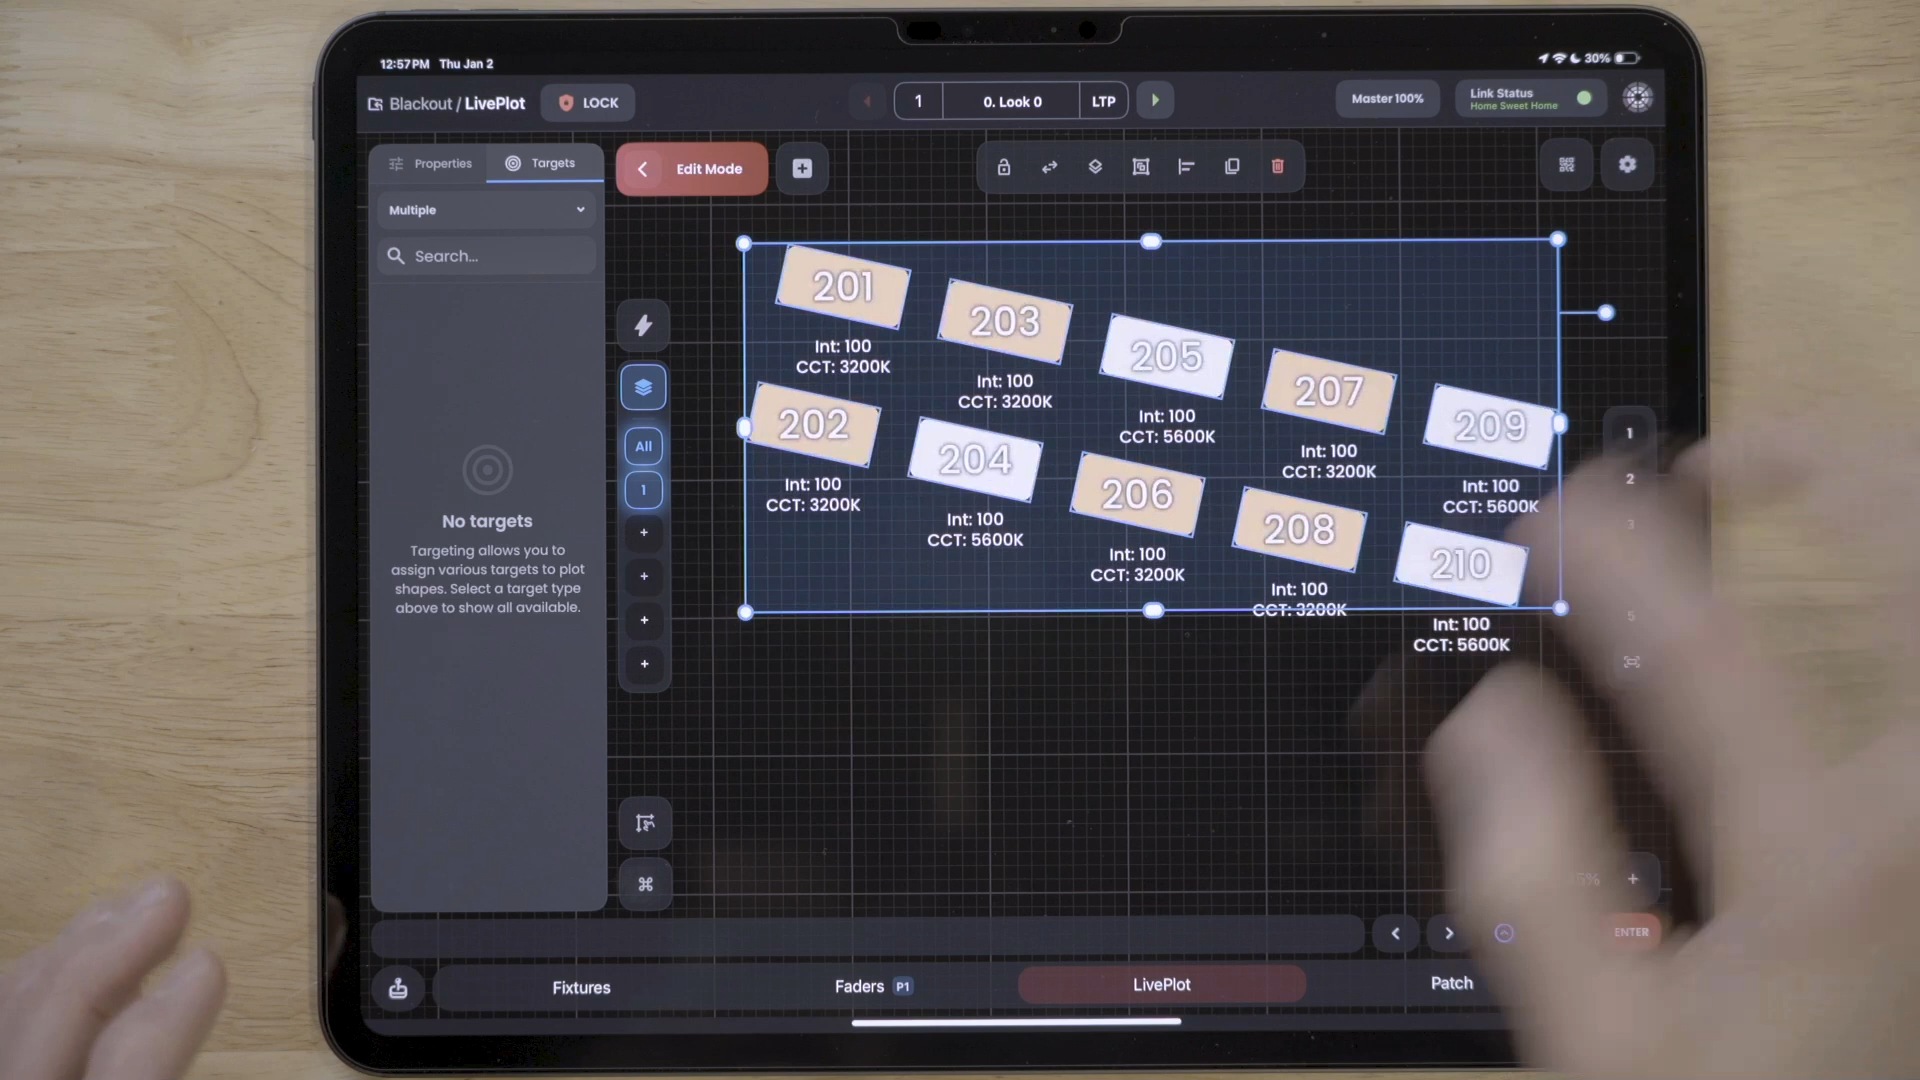 12:57PM Thu Jan 2
30%
Blackout / LivePlot
LOCK
1
0. Look 0
LTP
Master 100%
Link Status
Home Sweet Home
Properties
Targets
Edit Mode
Multiple
Search...
No targets
Targeting allows you to
assign various targets to plot
shapes. Select a target type
above to show all available.
All
1
+
+
+
+
201
Int: 100
CCT: 3200K
203
Int: 100
CCT: 3200K
205
Int: 100
CCT: 5600K
207
Int: 100
CCT: 3200K
209
Int: 100
CCT: 5600K
202
Int: 100
CCT: 3200K
204
Int: 100
CCT: 5600K
206
Int: 100
CCT: 3200K
208
Int: 100
CCT: 3200K
210
Int: 100
CCT: 5600K
1
2
3
5
+
ENTER
Fixtures
Faders P1
LivePlot
Patch